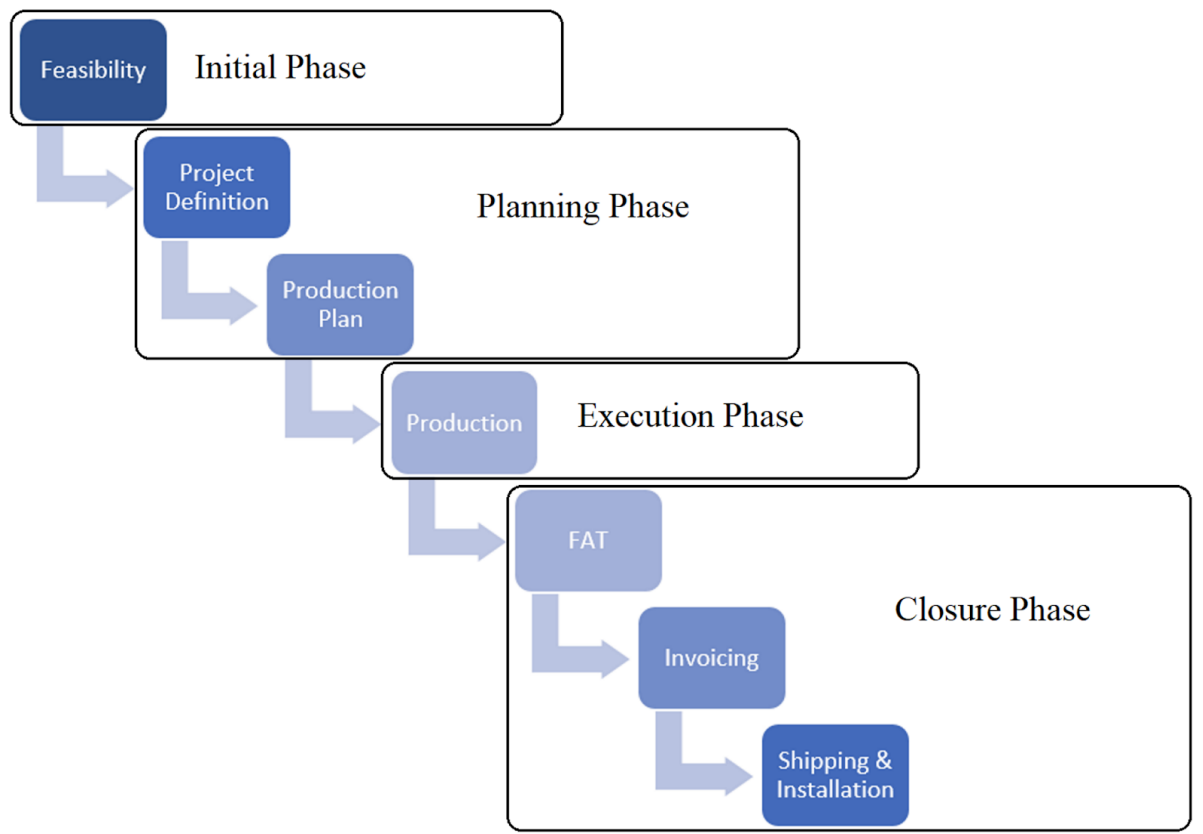 Feasibility
Initial Phase
Project
Definition
Planning Phase
Production
Plan
Production
Execution Phase
FAT
Closure Phase
Invoicing
Shipping &
Installation